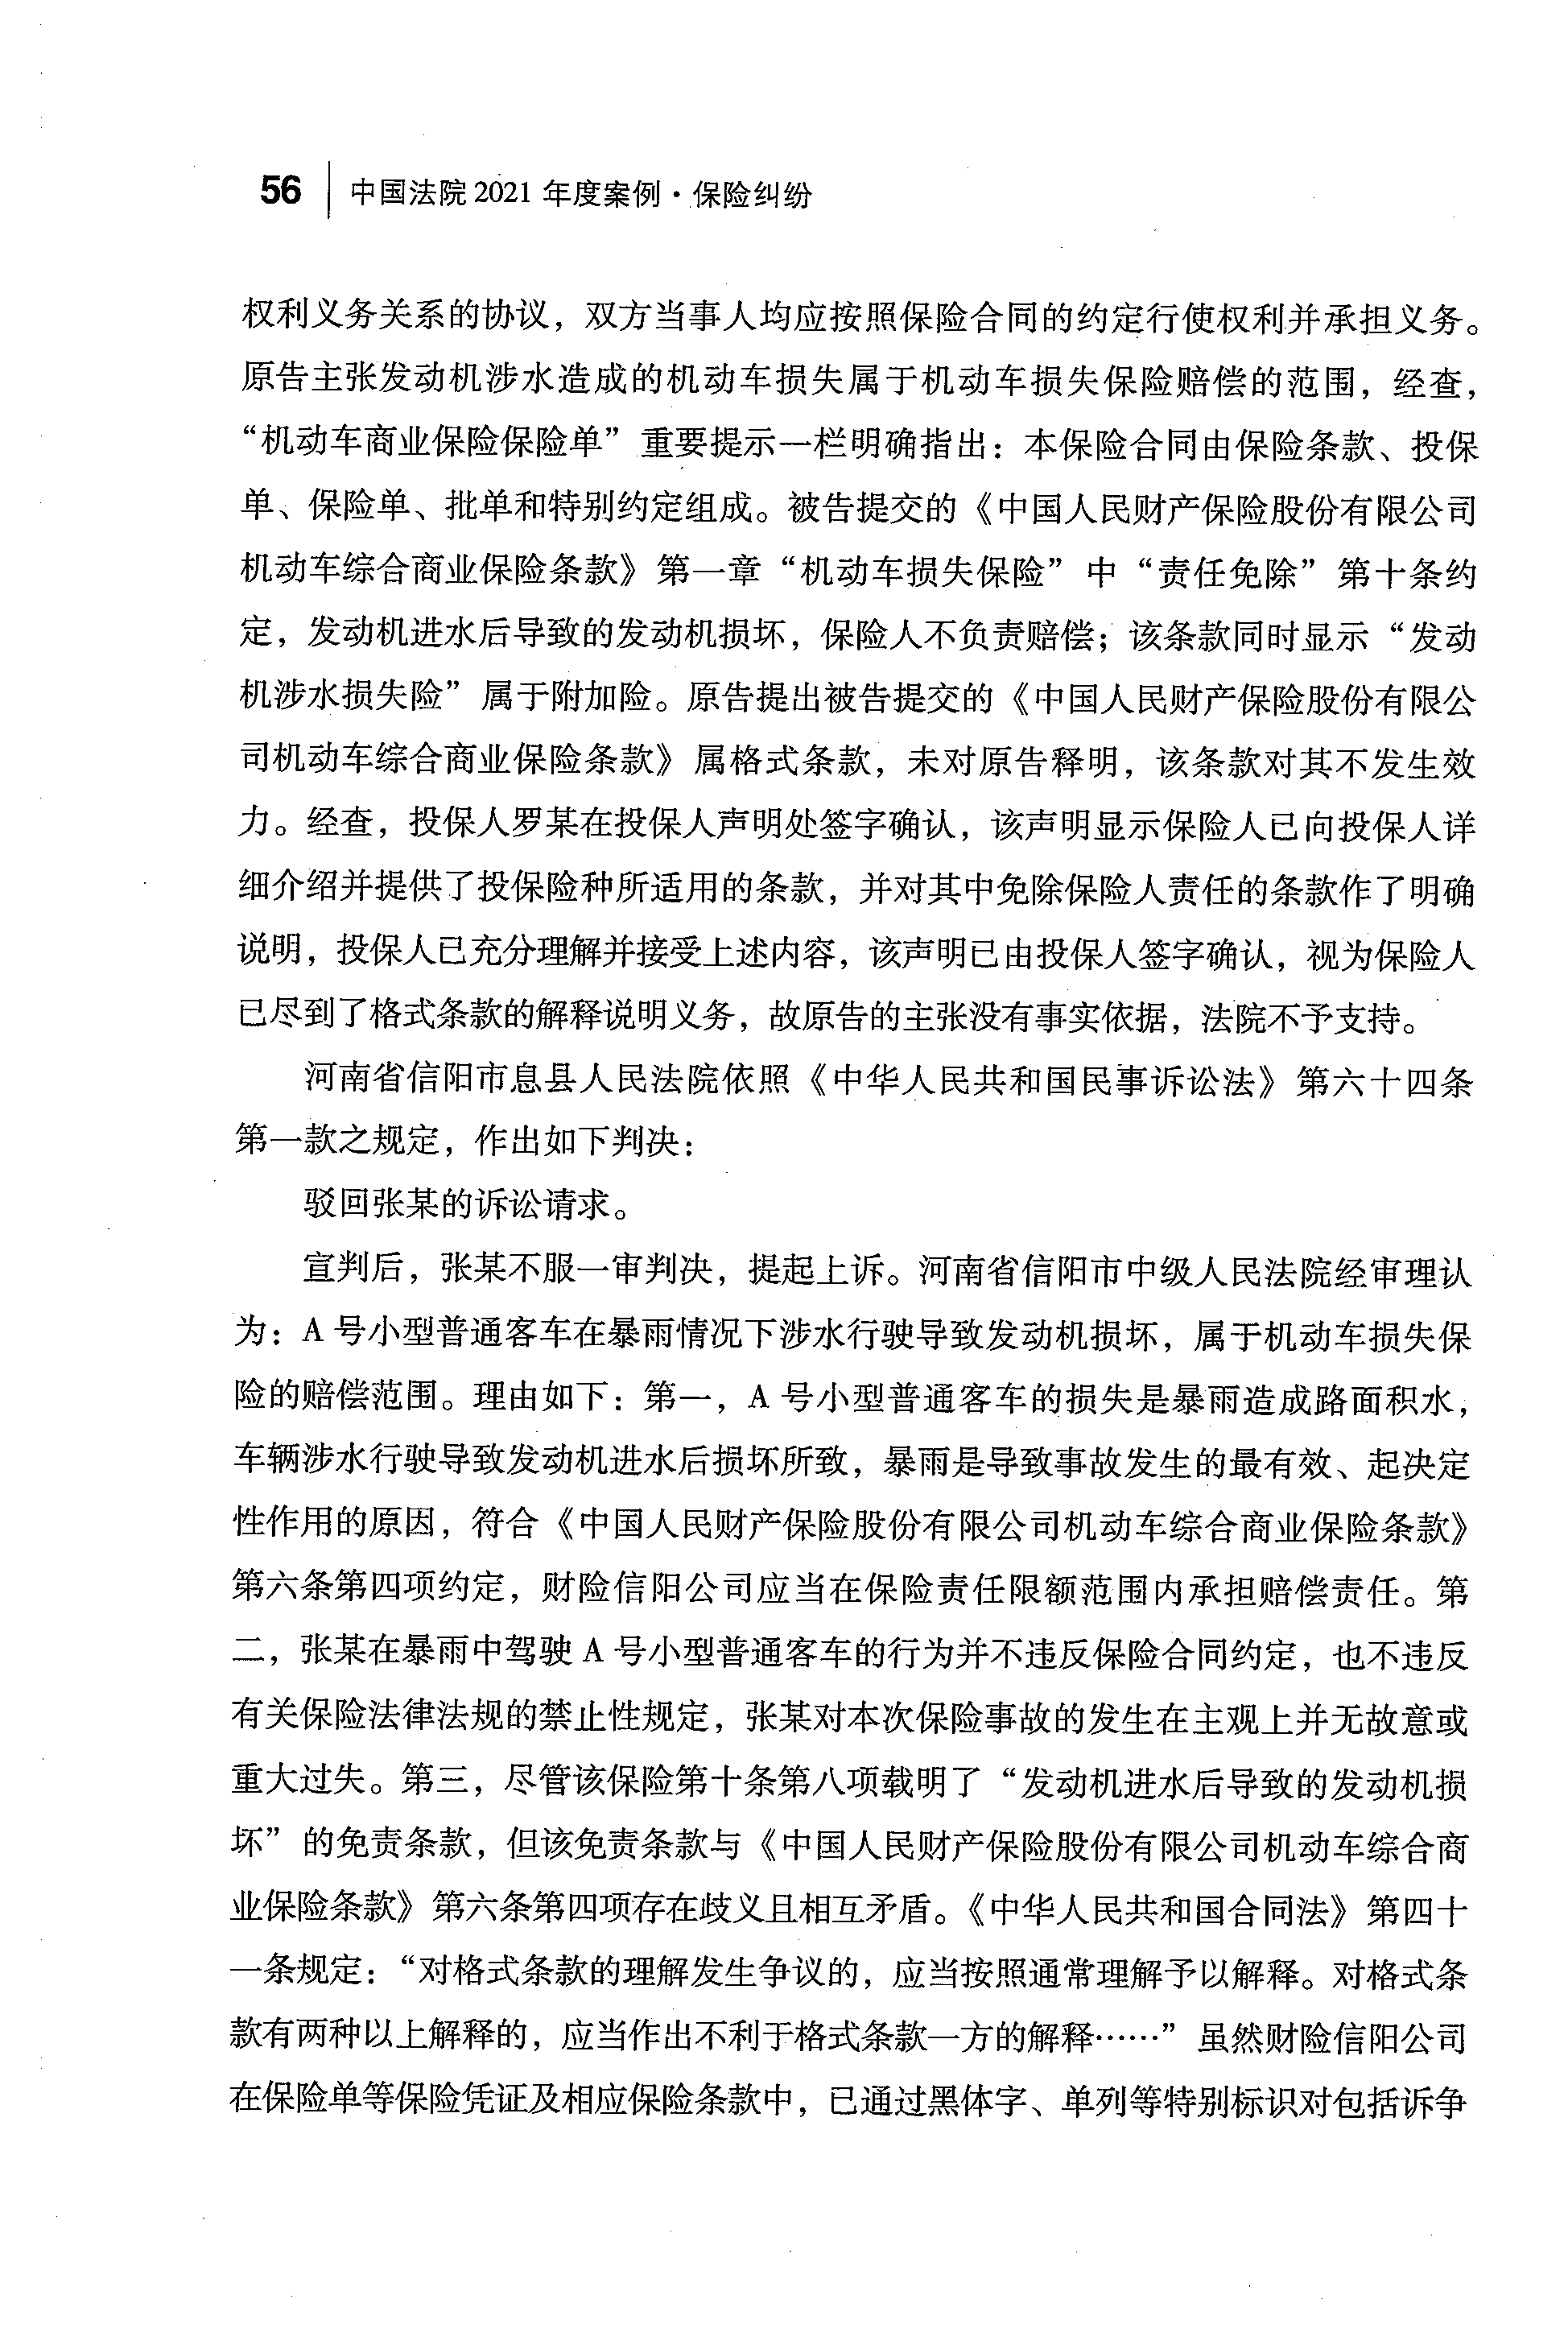 56 中国法院2021年度案例·保险纠纷
权利义务关系的协议，双方当事人均应按照保险合同的约定行使权利并承担义务。
原告主张发动机涉水造成的机动车损失属于机动车损失保险赔偿的范围，经查，
“机动车商业保险保险单”重要提示一栏明确指出：本保险合同由保险条款、投保
单、保险单、批单和特别约定组成。被告提交的《中国人民财产保险股份有限公司
机动车综合商业保险条款》第一章“机动车损失保险”中“责任免除”第十条约
定，发动机进水后导致的发动机损坏，保险人不负责赔偿；该条款同时显示“发动
机涉水损失险”属于附加险。原告提出被告提交的《中国人民财产保险股份有限公
司机动车综合商业保险条款》属格式条款，未对原告释明，该条款对其不发生效
力。经查，投保人罗某在投保人声明处签字确认，该声明显示保险人已向投保人详
细介绍并提供了投保险种所适用的条款，并对其中免除保险人责任的条款作了明确
说明，投保人已充分理解并接受上述内容，该声明已由投保人签字确认，视为保险人
已尽到了格式条款的解释说明义务，故原告的主张没有事实依据，法院不予支持。
河南省信阳市息县人民法院依照《中华人民共和国民事诉讼法》第六十四条
第一款之规定，作出如下判决：
驳回张某的诉讼请求。
宣判后，张某不服一审判决，提起上诉。河南省信阳市中级人民法院经审理认
为：A号小型普通客车在暴雨情况下涉水行驶导致发动机损坏，属于机动车损失保
险的赔偿范围。理由如下：第一，A号小型普通客车的损失是暴雨造成路面积水，
车辆涉水行驶导致发动机进水后损坏所致，暴雨是导致事故发生的最有效、起决定
性作用的原因，符合《中国人民财产保险股份有限公司机动车综合商业保险条款》
第六条第四项约定，财险信阳公司应当在保险责任限额范围内承担赔偿责任。第
二，张某在暴雨中驾驶A号小型普通客车的行为并不违反保险合同约定，也不违反
有关保险法律法规的禁止性规定，张某对本次保险事故的发生在主观上并无故意或
重大过失。第三，尽管该保险第十条第八项载明了“发动机进水后导致的发动机损
坏”的免责条款，但该免责条款与《中国人民财产保险股份有限公司机动车综合商
业保险条款》第六条第四项存在歧义且相互矛盾。《中华人民共和国合同法》第四十
一条规定：“对格式条款的理解发生争议的，应当按照通常理解予以解释。对格式条
款有两种以上解释的，应当作出不利于格式条款一方的解释……”虽然财险信阳公司
在保险单等保险凭证及相应保险条款中，已通过黑体字、单列等特别标识对包括诉争